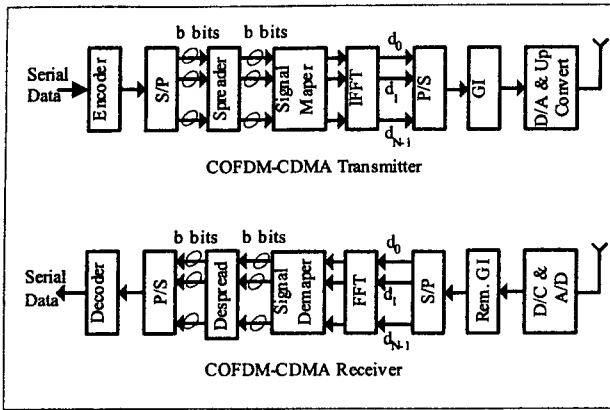 b bits b bits
Serial Data
Encoder
S/P
Spreader
Signal Maper
IFFT
d0
d1
dN-1
P/S
GI
D/A & Up Convert
COFDM-CDMA Transmitter
b bits b bits
Serial Data
Decoder
P/S
Despread
Signal Demaper
FFT
d0
d1
dN-1
S/P
Rem. GI
D/C & A/D
COFDM-CDMA Receiver